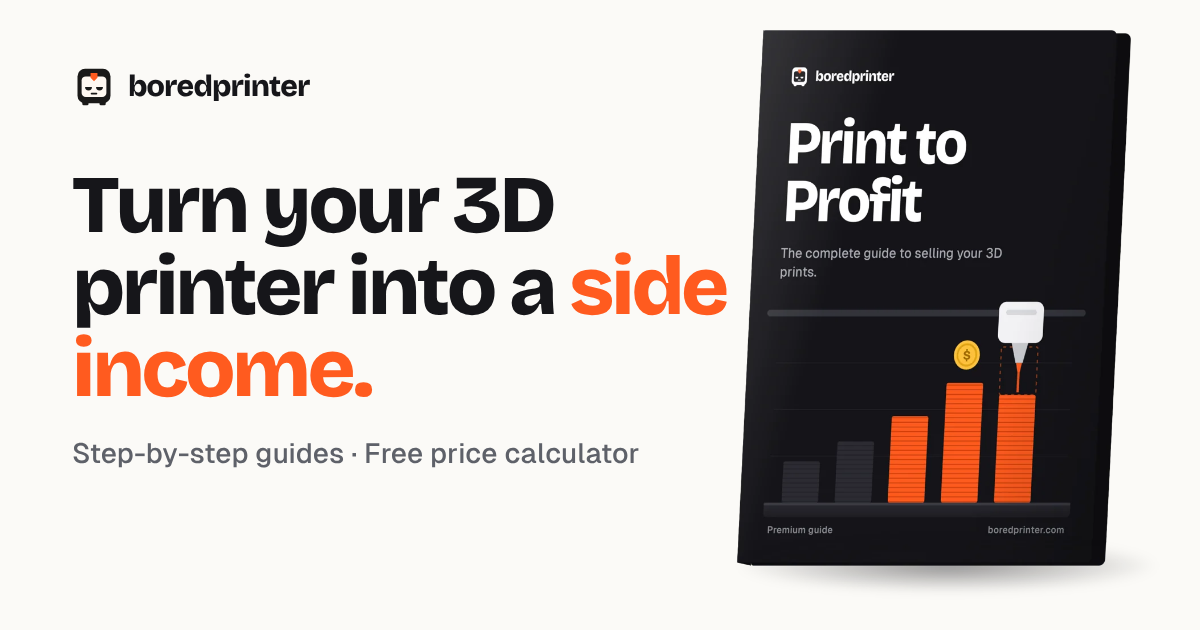 boredprinter
Turn your 3D
printer into a side
income.
Step-by-step guides · Free price calculator
boredprinter
Print to
Profit
The complete guide to selling your 3D
prints.
$
Premium guide
boredprinter.com